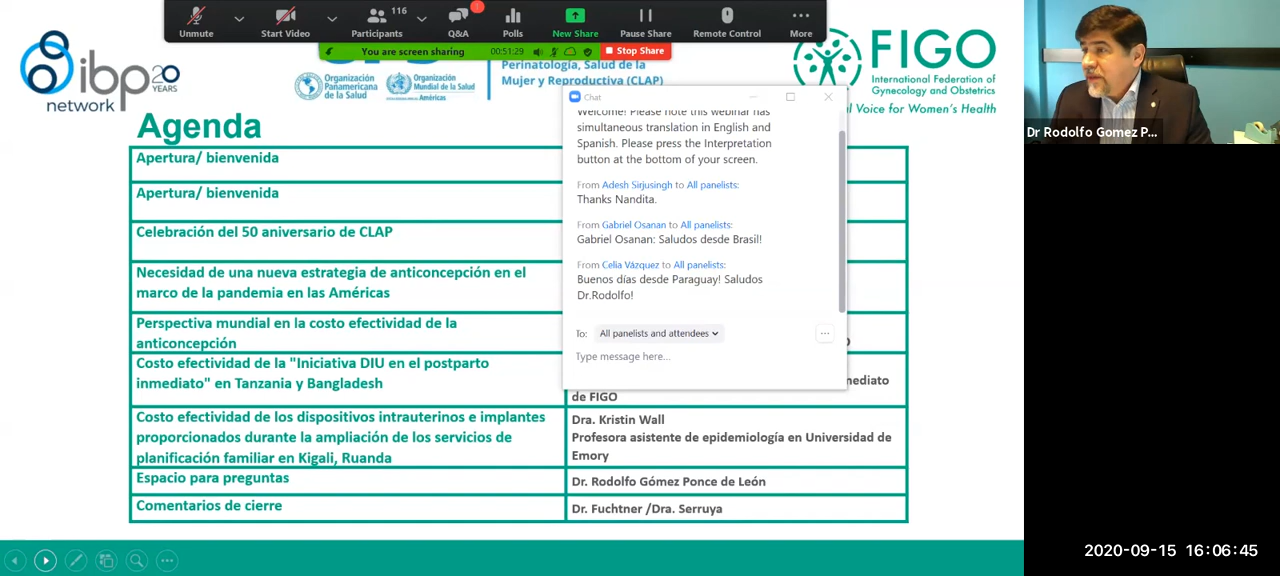 Unmute
Start Video
116
Participants
Q&A
Polls
New Share
Pause Share
Remote Control
More
You are screen sharing
00:51:29
Stop Share
ibp 20
YEARS
network
Organización
Panamericana
de la Salud
Organización
Mundial de la Salud
Américas
Perinatología, Salud de la
Mujer y Reproductiva (CLAP)
FIGO
International Federation of
Gynecology and Obstetrics
Voice for Women's Health
Dr Rodolfo Gomez P...
Agenda
Apertura/ bienvenida
Apertura/ bienvenida
Celebración del 50 aniversario de CLAP
Necesidad de una nueva estrategia de anticoncepción en el
marco de la pandemia en las Américas
Perspectiva mundial en la costo efectividad de la
anticoncepción
Costo efectividad de la "Iniciativa DIU en el postparto
inmediato" en Tanzania y Bangladesh
de FIGO
Costo efectividad de los dispositivos intrauterinos e implantes
proporcionados durante la ampliación de los servicios de
planificación familiar en Kigali, Ruanda
Dra. Kristin Wall
Profesora asistente de epidemiología en Universidad de
Emory
Espacio para preguntas
Dr. Rodolfo Gómez Ponce de León
Comentarios de cierre
Dr. Fuchtner /Dra. Serruya
Chat
Welcome! Please note this webinar has
simultaneous translation in English and
Spanish. Please press the Interpretation
button at the bottom of your screen.
From Adesh Sirjusingh to All panelists:
Thanks Nandita.
From Gabriel Osanan to All panelists:
Gabriel Osanan: Saludos desde Brasil!
From Celia Vázquez to All panelists:
Buenos días desde Paraguay! Saludos
Dr.Rodolfo!
To: All panelists and attendees
Type message here...
2020-09-15 16:06:45